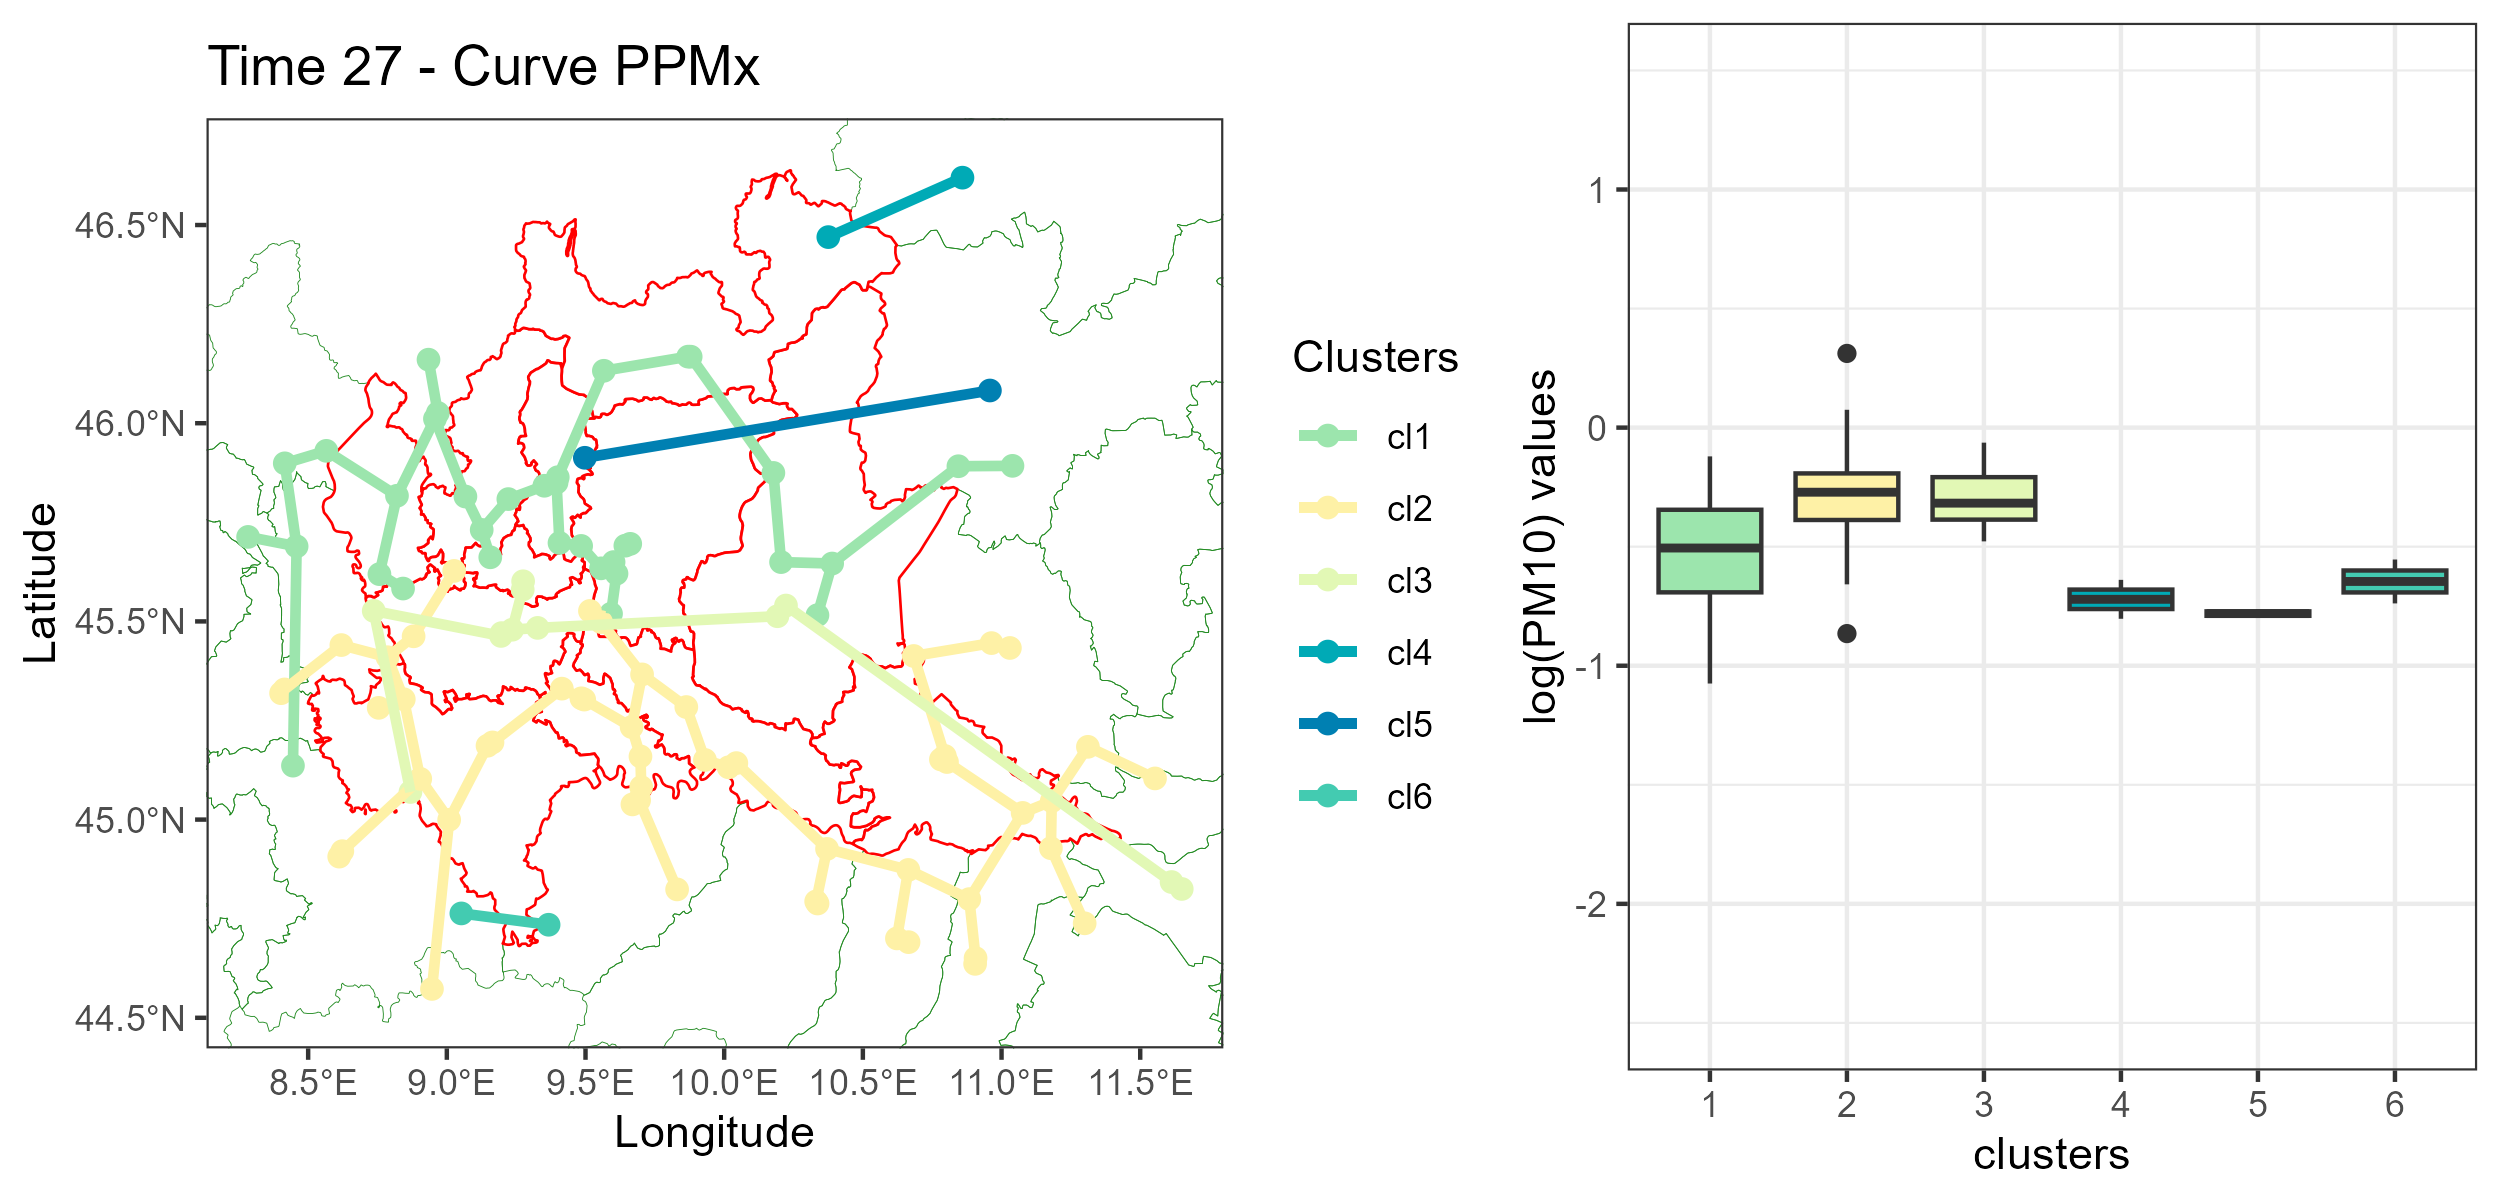 Time 27 - Curve PPMx
46.5°N
46.0°N
45.5°N
45.0°N
44.5°N
Latitude
8.5°E 9.0°E 9.5°E 10.0°E 10.5°E 11.0°E 11.5°E
Longitude
Clusters
cl1
cl2
cl3
cl4
cl5
cl6
log(PM10) values
1
0
-1
-2
1 2 3 4 5 6
clusters